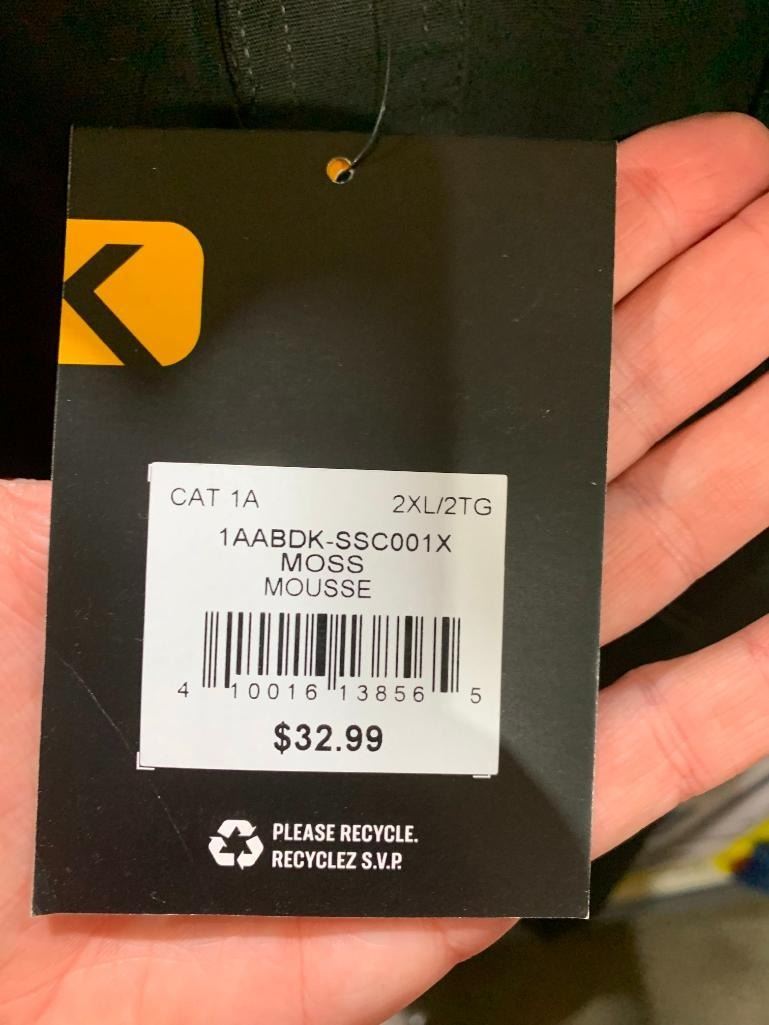 K
CAT 1A 2XL/2TG
1AABDK-SSC001X
MOSS
MOUSSE
4 10016 13856 5
$32.99
PLEASE RECYCLE.
RECYCLEZ S.V.P.